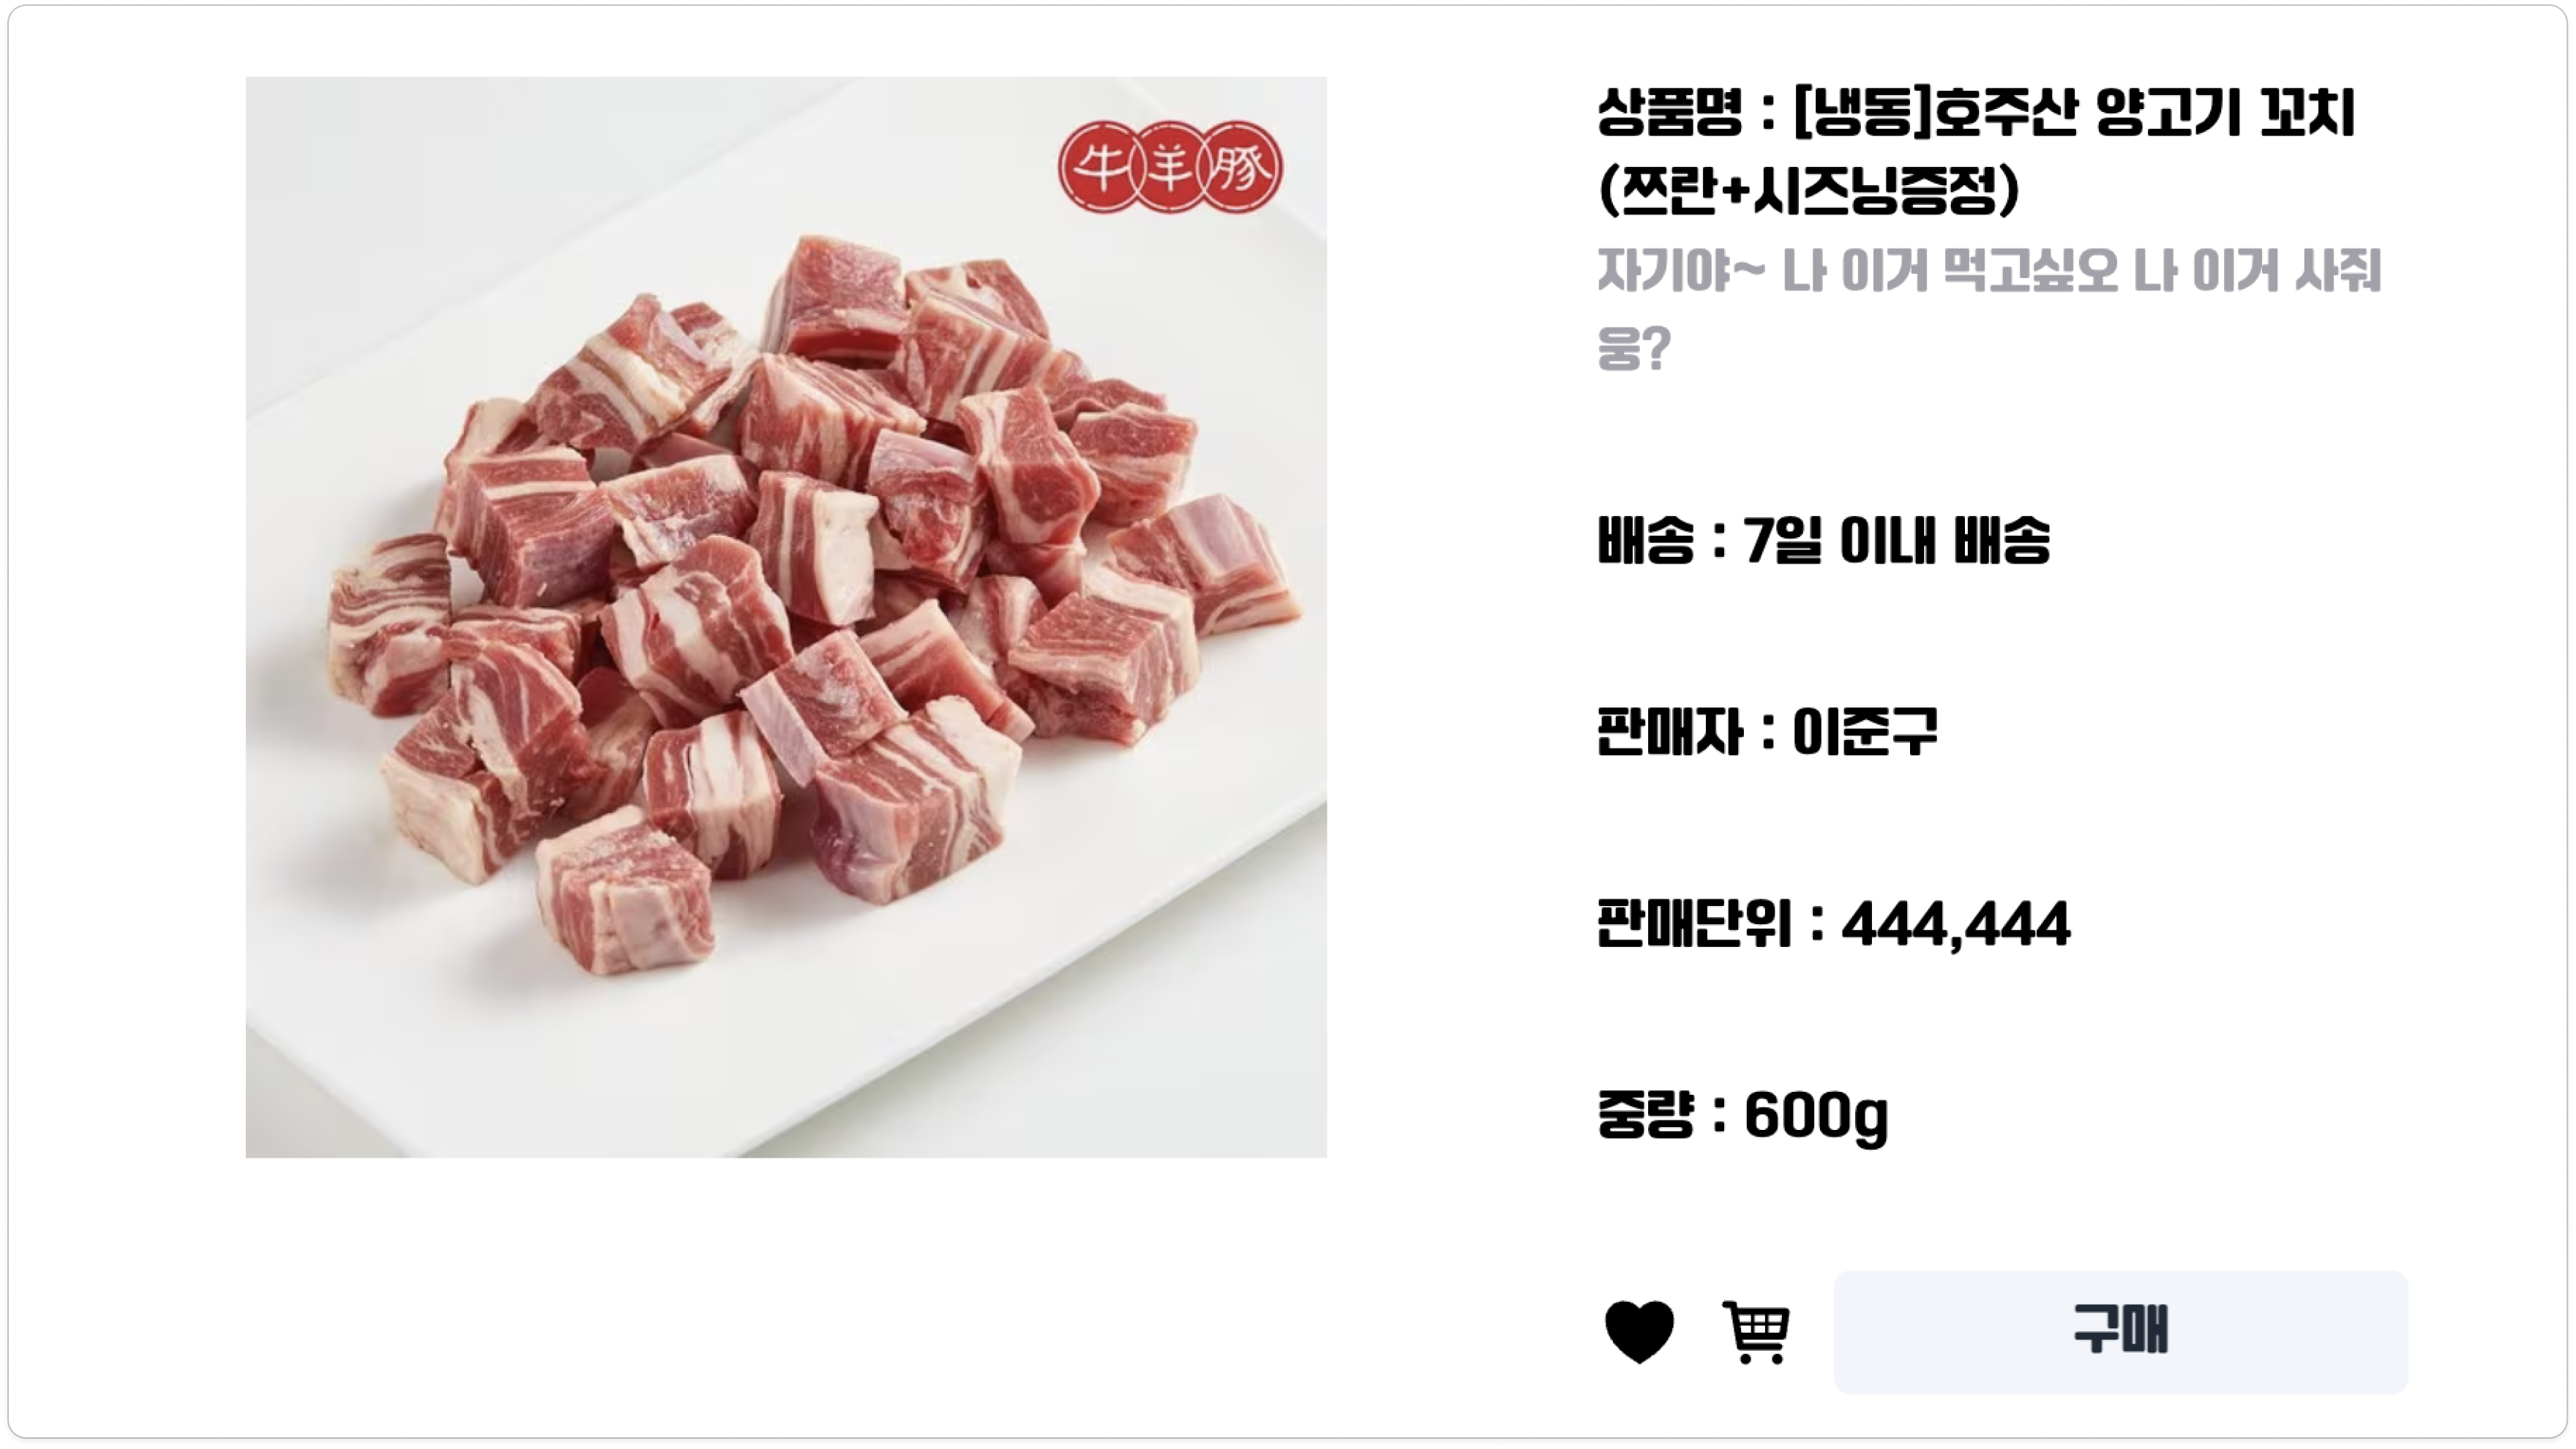 牛羊豚
상품명 : [냉동]호주산 양고기 꼬치
(쯔란+시즈닝증정)
자기야~ 나 이거 먹고싶오 나 이거 사줘
웅?
배송 : 7일 이내 배송
판매자 : 이준구
판매단위 : 444,444
중량 : 600g
구매